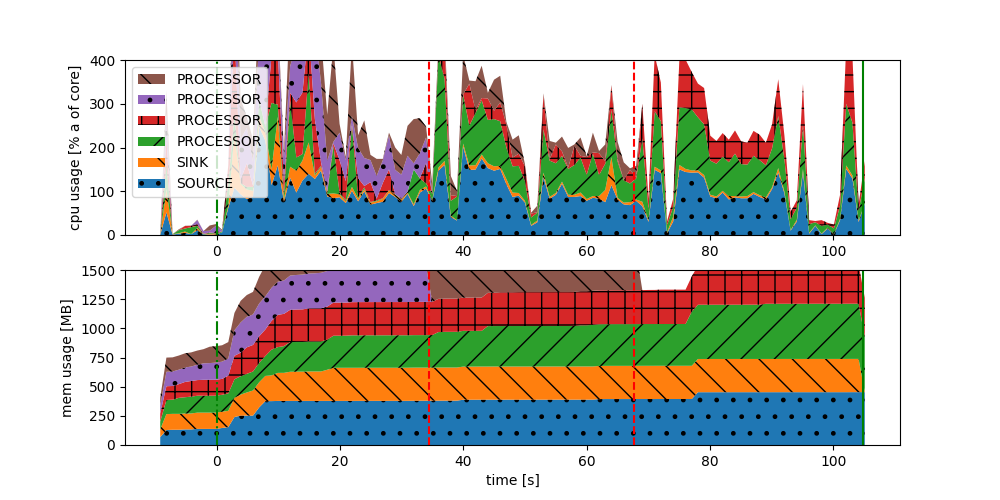 400
300
200
100
0
cpu usage [% a of core]
PROCESSOR
PROCESSOR
PROCESSOR
PROCESSOR
SINK
SOURCE
0 20 40 60 80 100
1500
1250
1000
750
500
250
0
mem usage [MB]
0 20 40 60 80 100
time [s]